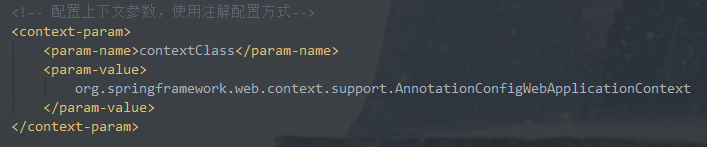 <!-- 配置上下文参数，使用注解配置方式-->
<context-param>
    <param-name>contextClass</param-name>
    <param-value>
        org.springframework.web.context.support.AnnotationConfigWebApplicationContext
    </param-value>
</context-param>